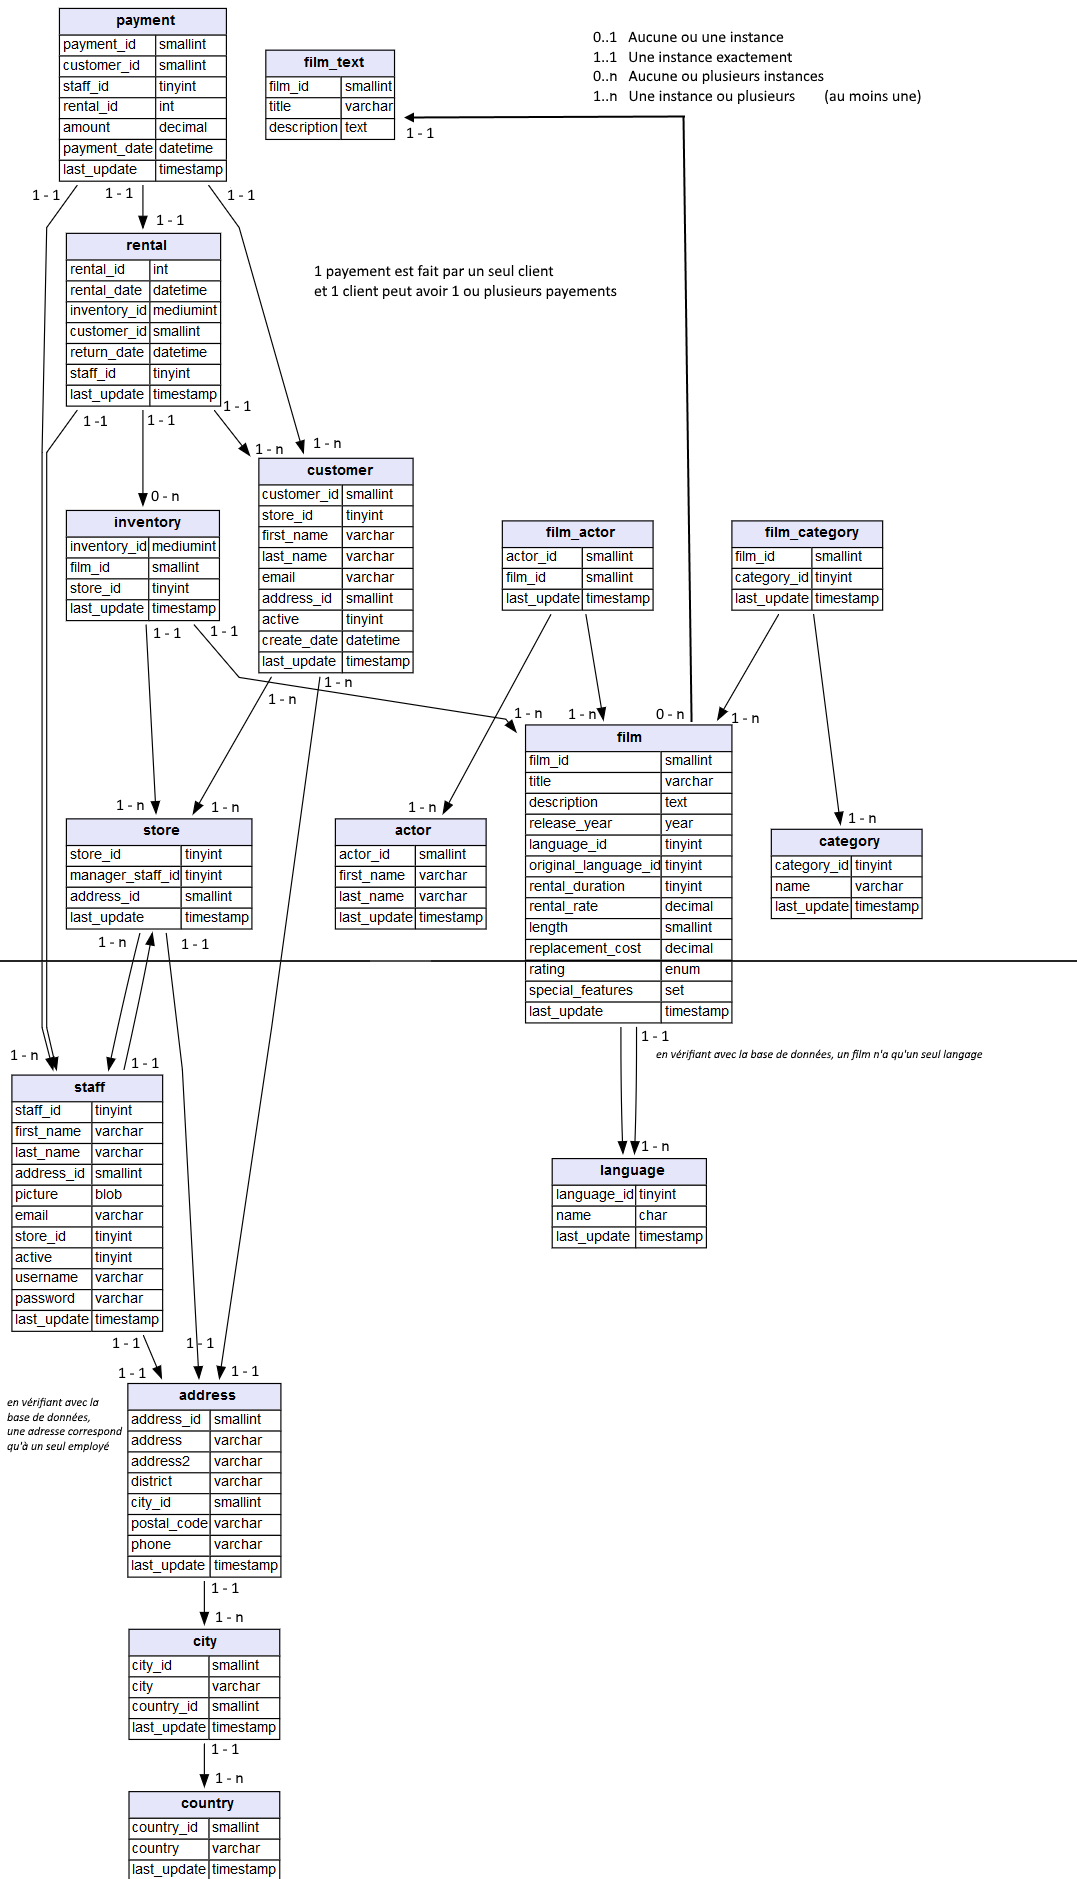 payment
payment_id smallint
customer_id smallint
staff_id tinyint
rental_id int
amount decimal
payment_date datetime
last_update timestamp
film_text
film_id smallint
title varchar
description text
0..1 Aucune ou une instance
1..1 Une instance exactement
0..n Aucune ou plusieurs instances
1..n Une instance ou plusieurs (au moins une)
1 - 1
1 - 1
1 - 1
1 - 1
1 - 1
rental
rental_id int
rental_date datetime
inventory_id mediumint
customer_id smallint
return_date datetime
staff_id tinyint
last_update timestamp
1 payement est fait par un seul client
et 1 client peut avoir 1 ou plusieurs payements
1 -1
1 - 1
1 - 1
1 - n
1 - n
0 - n
customer
customer_id smallint
store_id tinyint
first_name varchar
last_name varchar
email varchar
address_id smallint
active tinyint
create_date datetime
last_update timestamp
inventory
inventory_id mediumint
film_id smallint
store_id tinyint
last_update timestamp
film_actor
actor_id smallint
film_id smallint
last_update timestamp
film_category
film_id smallint
category_id tinyint
last_update timestamp
1 - 1
1 - 1
1 - n
1 - n
1 - n
1 - n
0 - n
1 - n
film
film_id smallint
title varchar
description text
release_year year
language_id tinyint
original_language_id tinyint
rental_duration tinyint
rental_rate decimal
length smallint
replacement_cost decimal
rating enum
special_features set
last_update timestamp
1 - n
1 - n
1 - n
1 - n
store
store_id tinyint
manager_staff_id tinyint
address_id smallint
last_update timestamp
actor
actor_id smallint
first_name varchar
last_name varchar
last_update timestamp
category
category_id tinyint
name varchar
last_update timestamp
1 - n
1 - 1
1 - 1
en vérifiant avec la base de données, un film n'a qu'un seul langage
1 - n
1 - 1
staff
staff_id tinyint
first_name varchar
last_name varchar
address_id smallint
picture blob
email varchar
store_id tinyint
active tinyint
username varchar
password varchar
last_update timestamp
1 - n
language
language_id tinyint
name char
last_update timestamp
1 - 1
1 - 1
1 - 1
1 - 1
en vérifiant avec la
base de données,
une adresse correspond
qu'à un seul employé
address
address_id smallint
address varchar
address2 varchar
district varchar
city_id smallint
postal_code varchar
phone varchar
last_update timestamp
1 - 1
1 - n
city
city_id smallint
city varchar
country_id smallint
last_update timestamp
1 - 1
1 - n
country
country_id smallint
country varchar
last_update timestamp